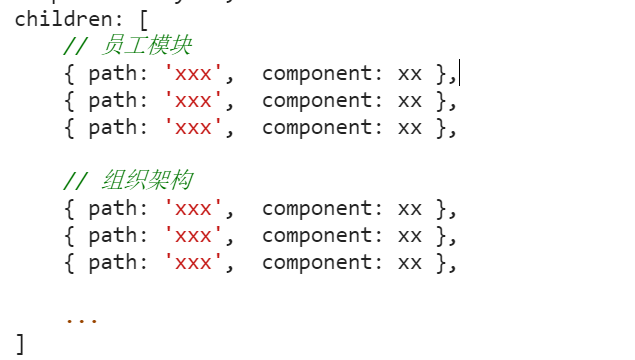 children: [
    // 员工模块
    { path: 'xxx',  component: xx },
    { path: 'xxx',  component: xx },
    { path: 'xxx',  component: xx },
    // 组织架构
    { path: 'xxx',  component: xx },
    { path: 'xxx',  component: xx },
    { path: 'xxx',  component: xx },
    ...
]